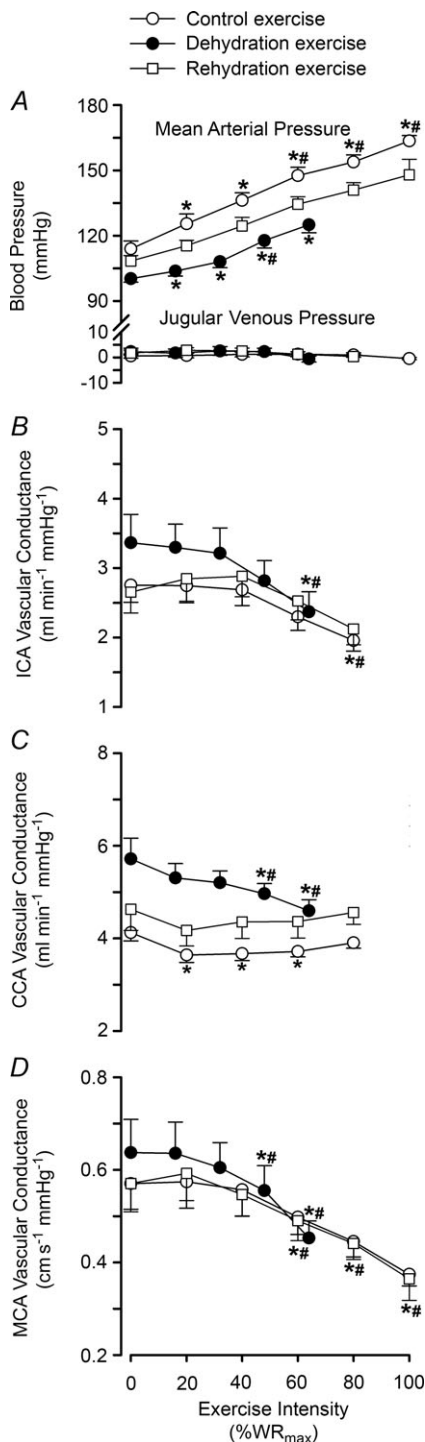 Control exercise
Dehydration exercise
Rehydration exercise
A
180
Mean Arterial Pressure
*#
*#
*#
*
*
150
Blood Pressure
(mmHg)
120
*
*
*#
*
90
Jugular Venous Pressure
10
0
-10
B
5
ICA Vascular Conductance
(ml min-1 mmHg-1)
4
3
*#
2
*#
1
C
8
CCA Vascular Conductance
(ml min-1 mmHg-1)
6
*#
*#
4
*
*
*
2
D
0.8
MCA Vascular Conductance
(cm s-1 mmHg-1)
*#
0.6
*#
*#
*#
0.4
*#
0.2
0 20 40 60 80 100
Exercise Intensity
(%WRmax)